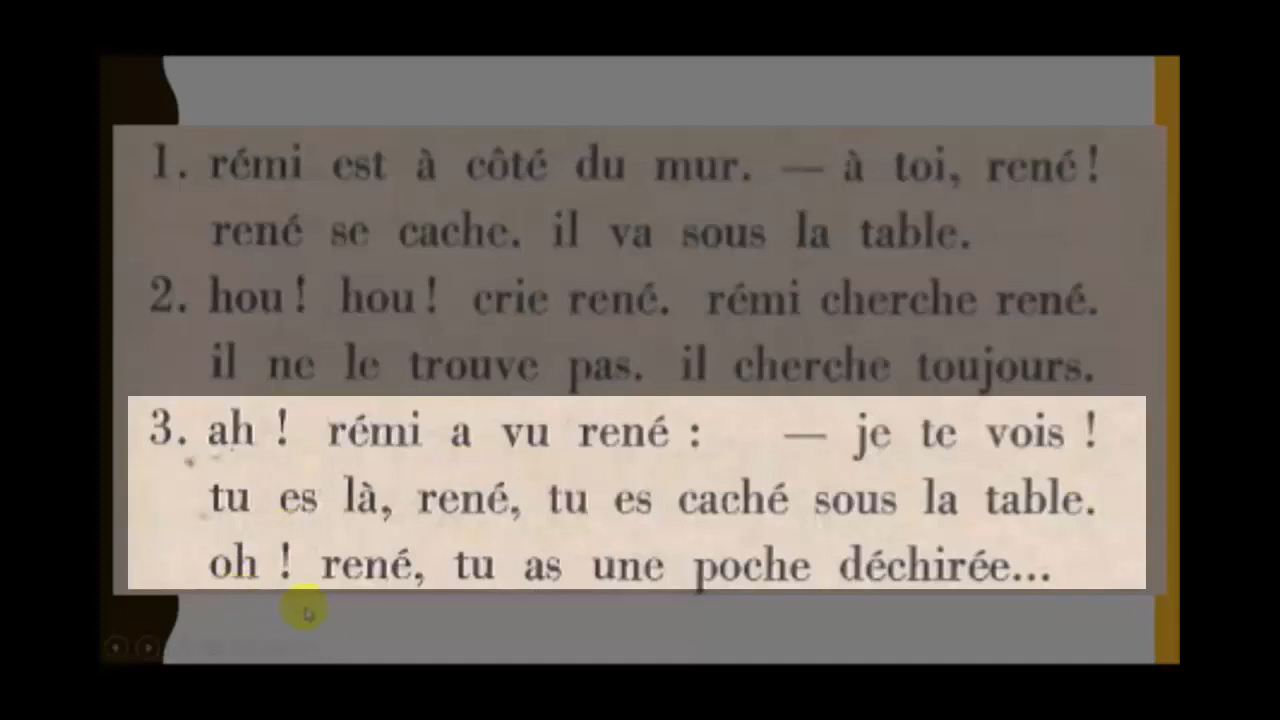 1. rémi est à côté du mur. — à toi, rené !
rené se cache. il va sous la table.
2. hou ! hou ! crie rené. rémi cherche rené.
il ne le trouve pas. il cherche toujours.
3. ah ! rémi a vu rené : — je te vois !
tu es là, rené, tu es caché sous la table.
oh ! rené, tu as une poche déchirée...